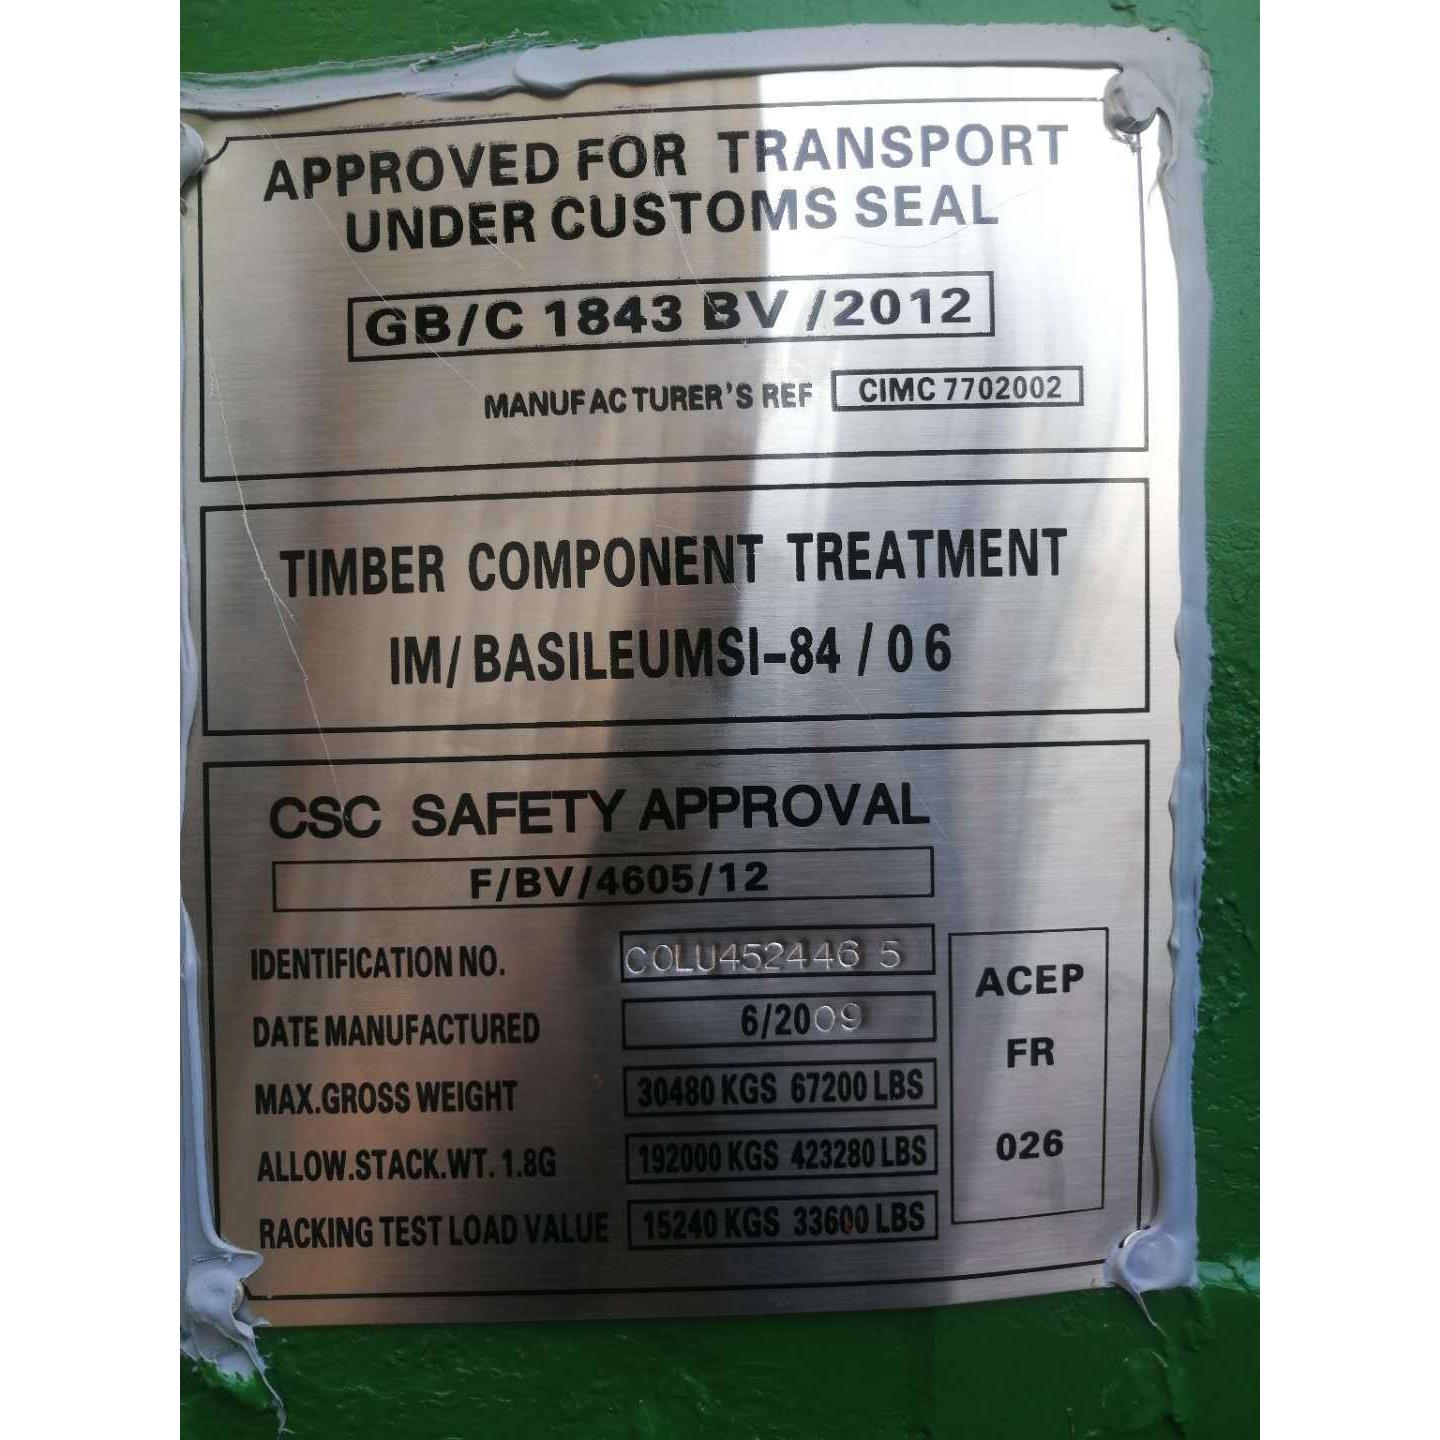 APPROVED FOR TRANSPORT
UNDER CUSTOMS SEAL
GB/C 1843 BV/2012
MANUFACTURER'S REF CIMC 7702002
TIMBER COMPONENT TREATMENT
IM/BASILEUMSI-84/06
CSC SAFETY APPROVAL
F/BV/4605/12
IDENTIFICATION NO. COLU452446 5
DATE MANUFACTURED 6/2009
MAX.GROSS WEIGHT 30480 KGS 67200 LBS
ALLOW.STACK.WT. 1.8G 192000 KGS 423280 LBS
RACKING TEST LOAD VALUE 15240 KGS 33600 LBS
ACEP
FR
026